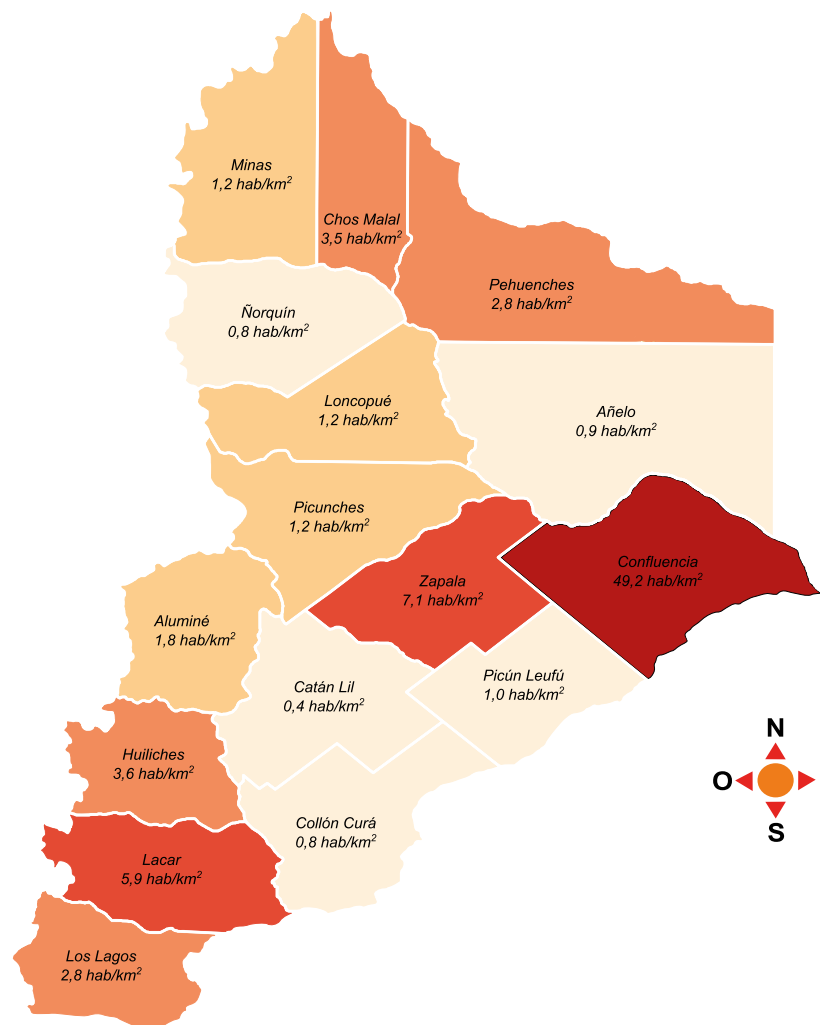 Minas
1,2 hab/km²
Chos Malal
3,5 hab/km²
Pehuenches
2,8 hab/km²
Ñorquín
0,8 hab/km²
Loncopué
1,2 hab/km²
Añelo
0,9 hab/km²
Picunches
1,2 hab/km²
Confluencia
49,2 hab/km²
Zapala
7,1 hab/km²
Aluminé
1,8 hab/km²
Catán Lil
0,4 hab/km²
Picún Leufú
1,0 hab/km²
Huiliches
3,6 hab/km²
N
O
S
Collón Curá
0,8 hab/km²
Lacar
5,9 hab/km²
Los Lagos
2,8 hab/km²